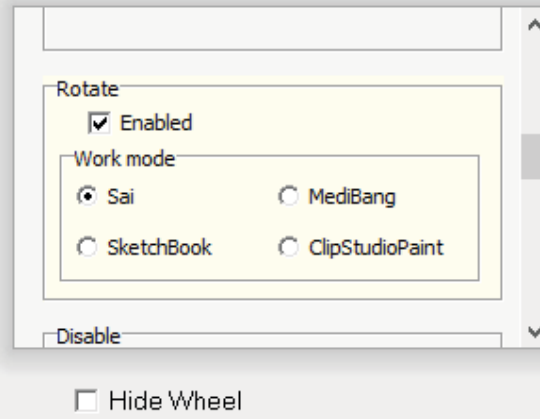 Rotate
Enabled
Work mode
Sai MediBang
SketchBook ClipStudioPaint
Disable
Hide Wheel